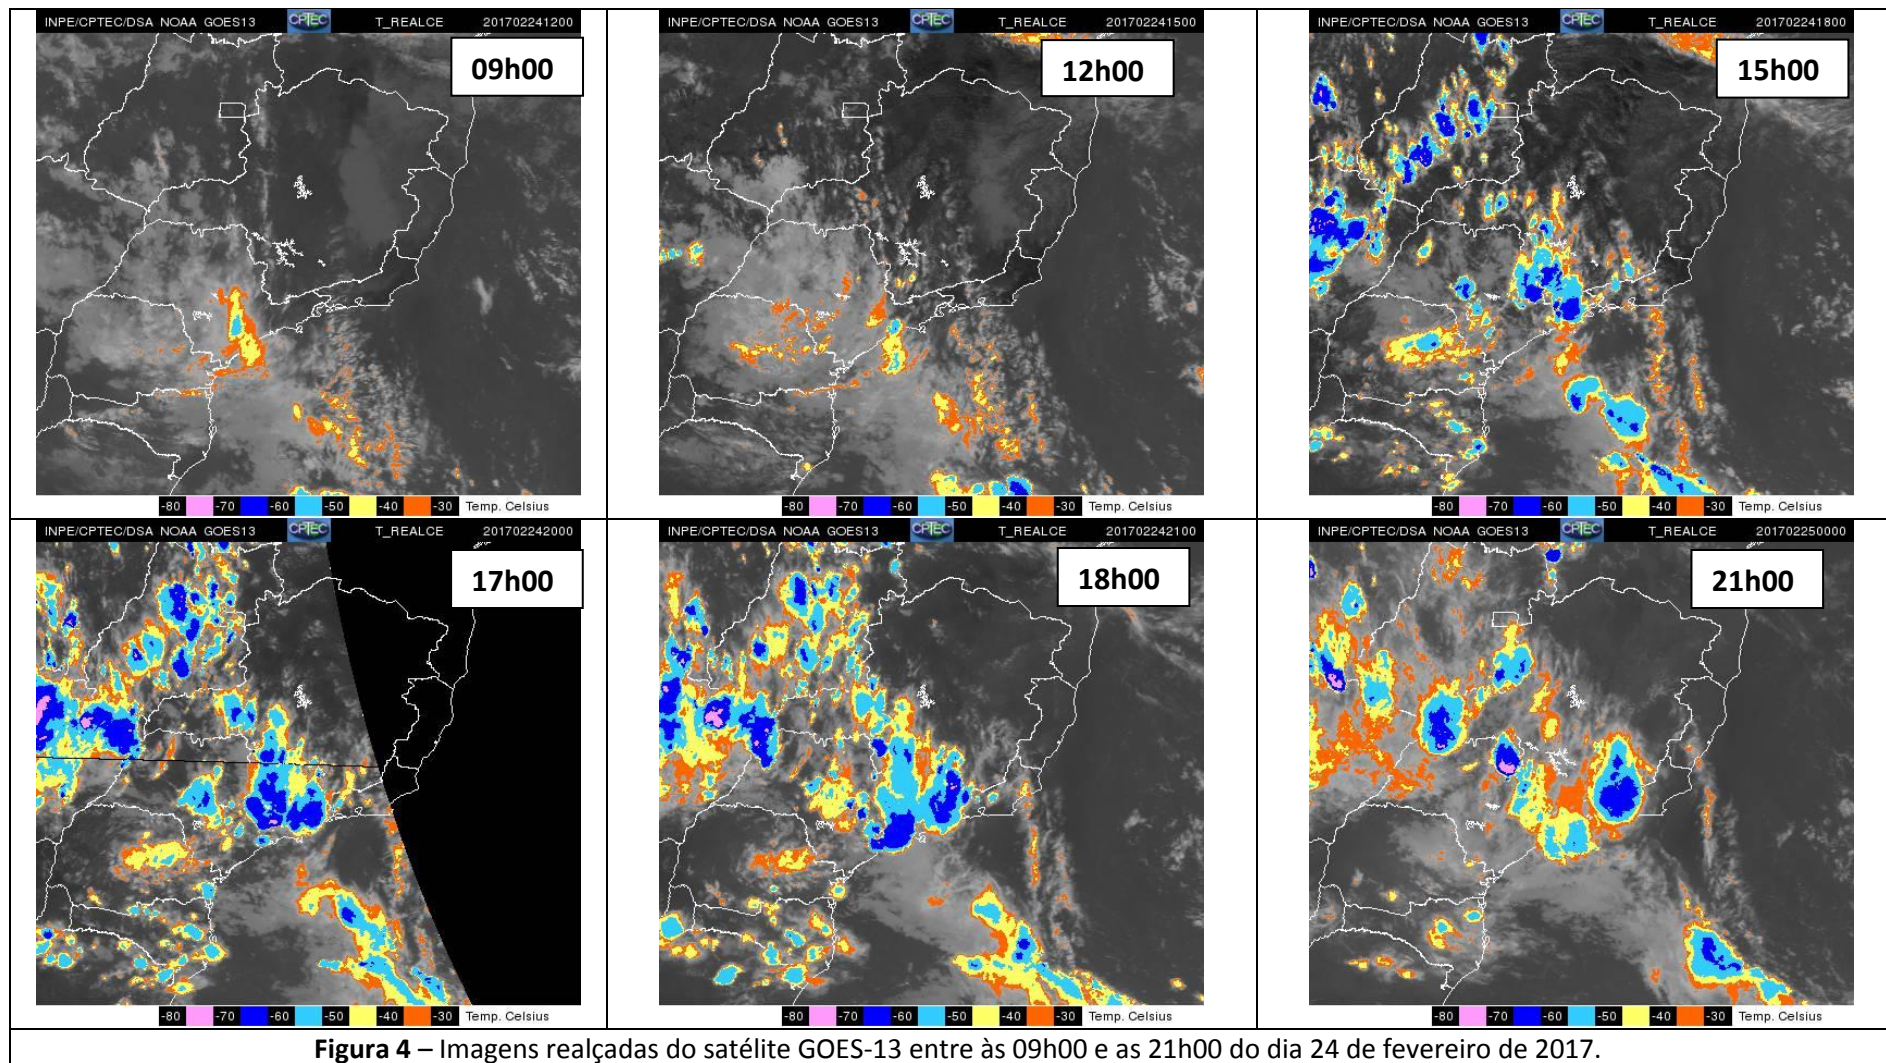 INPE/CPTEC/DSA NOAA GOES13 CPTEC T_REALCE 201702241200
09h00
-80 -70 -60 -50 -40 -30 Temp. Celsius
INPE/CPTEC/DSA NOAA GOES13 CPTEC T_REALCE 201702241500
12h00
-80 -70 -60 -50 -40 -30 Temp. Celsius
INPE/CPTEC/DSA NOAA GOES13 CPTEC T_REALCE 201702241800
15h00
-80 -70 -60 -50 -40 -30 Temp. Celsius
INPE/CPTEC/DSA NOAA GOES13 CPTEC T_REALCE 201702242000
17h00
-80 -70 -60 -50 -40 -30 Temp. Celsius
INPE/CPTEC/DSA NOAA GOES13 CPTEC T_REALCE 201702242100
18h00
-80 -70 -60 -50 -40 -30 Temp. Celsius
INPE/CPTEC/DSA NOAA GOES13 CPTEC T_REALCE 201702250000
21h00
-80 -70 -60 -50 -40 -30 Temp. Celsius
Figura 4 – Imagens realçadas do satélite GOES-13 entre às 09h00 e as 21h00 do dia 24 de fevereiro de 2017.